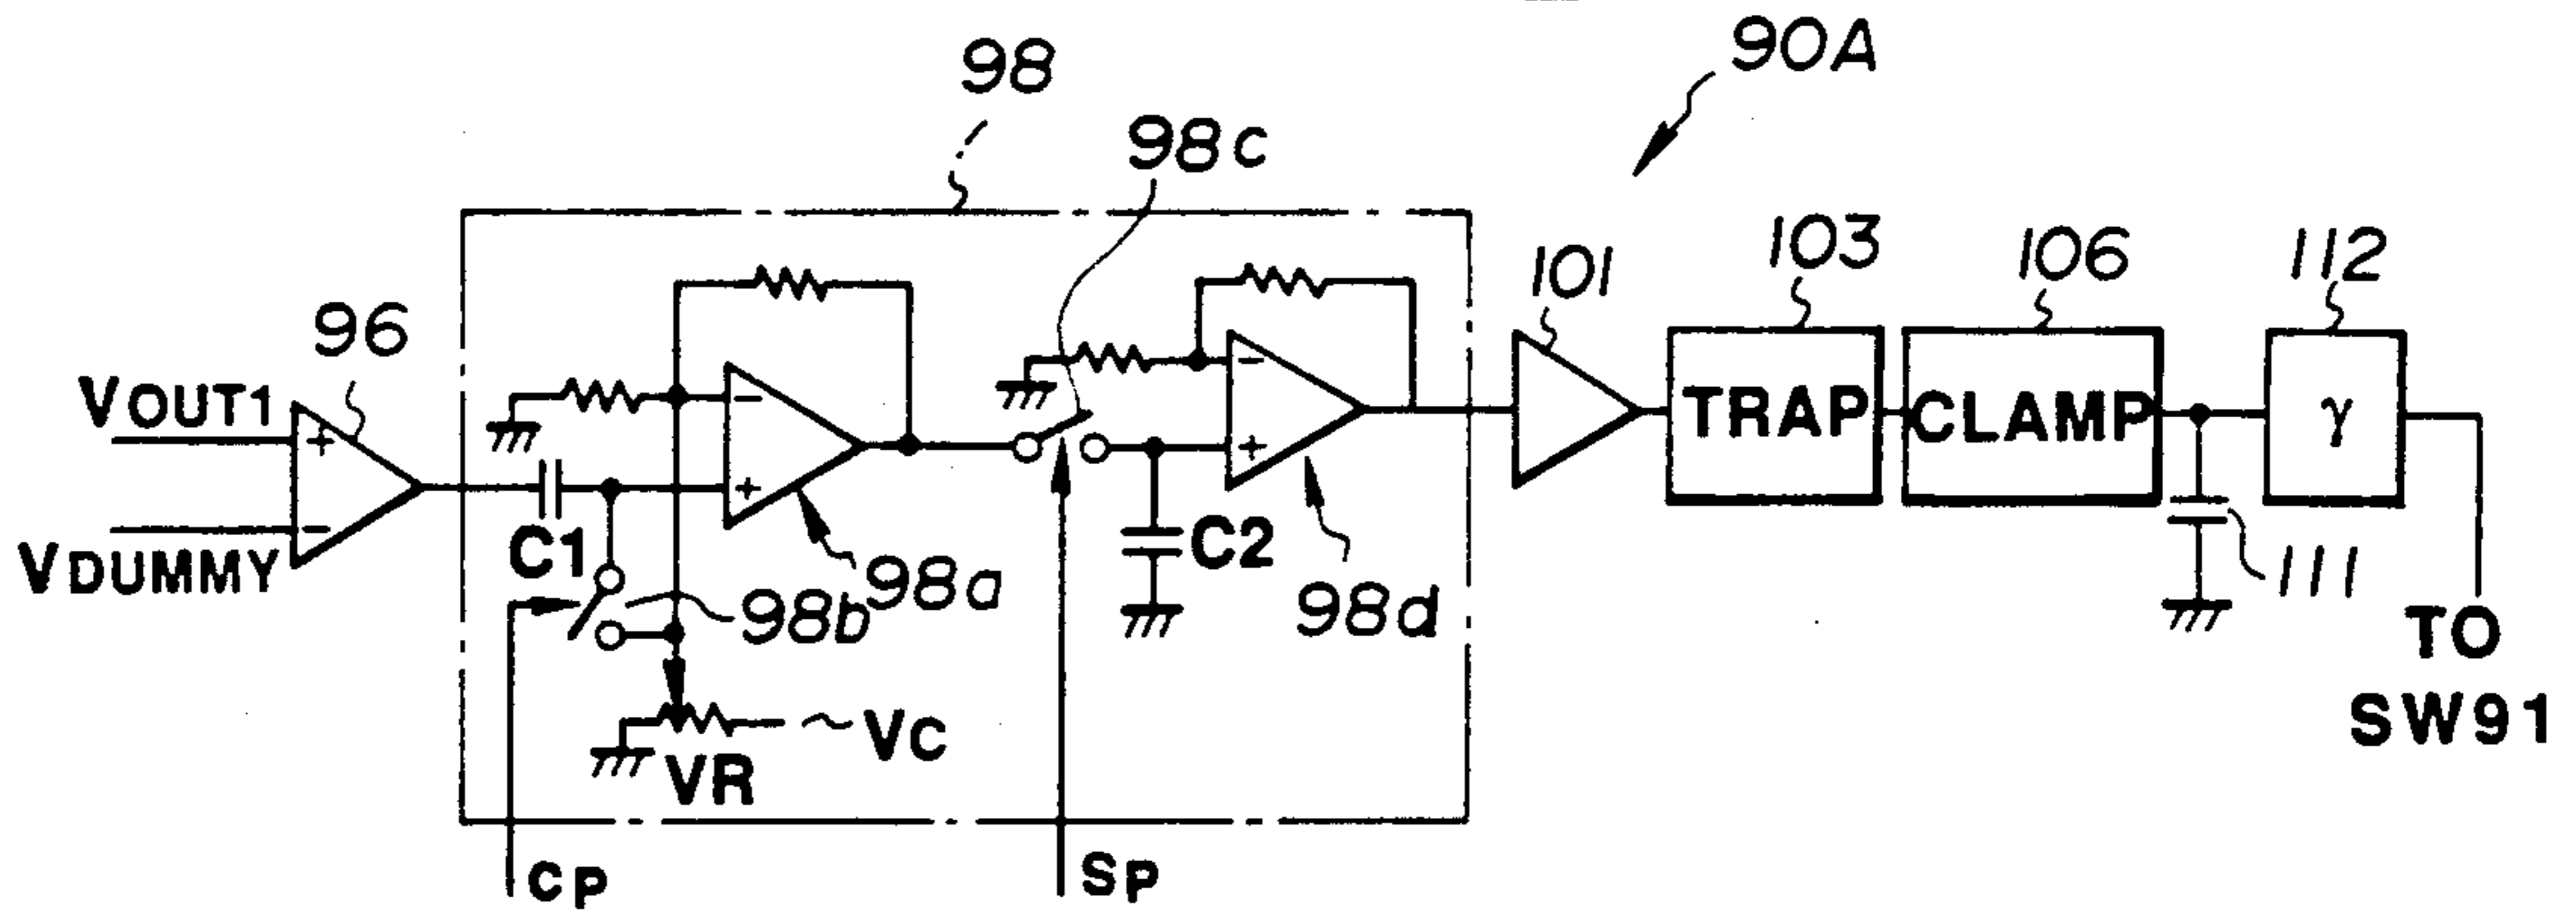 90A
98
98c
103
106
112
101
96
VOUT1
+
-
VDUMMY
-
+
-
+
TRAP
CLAMP
γ
C1
98b
98a
C2
98d
111
TO
SW91
VR
VC
CP
SP